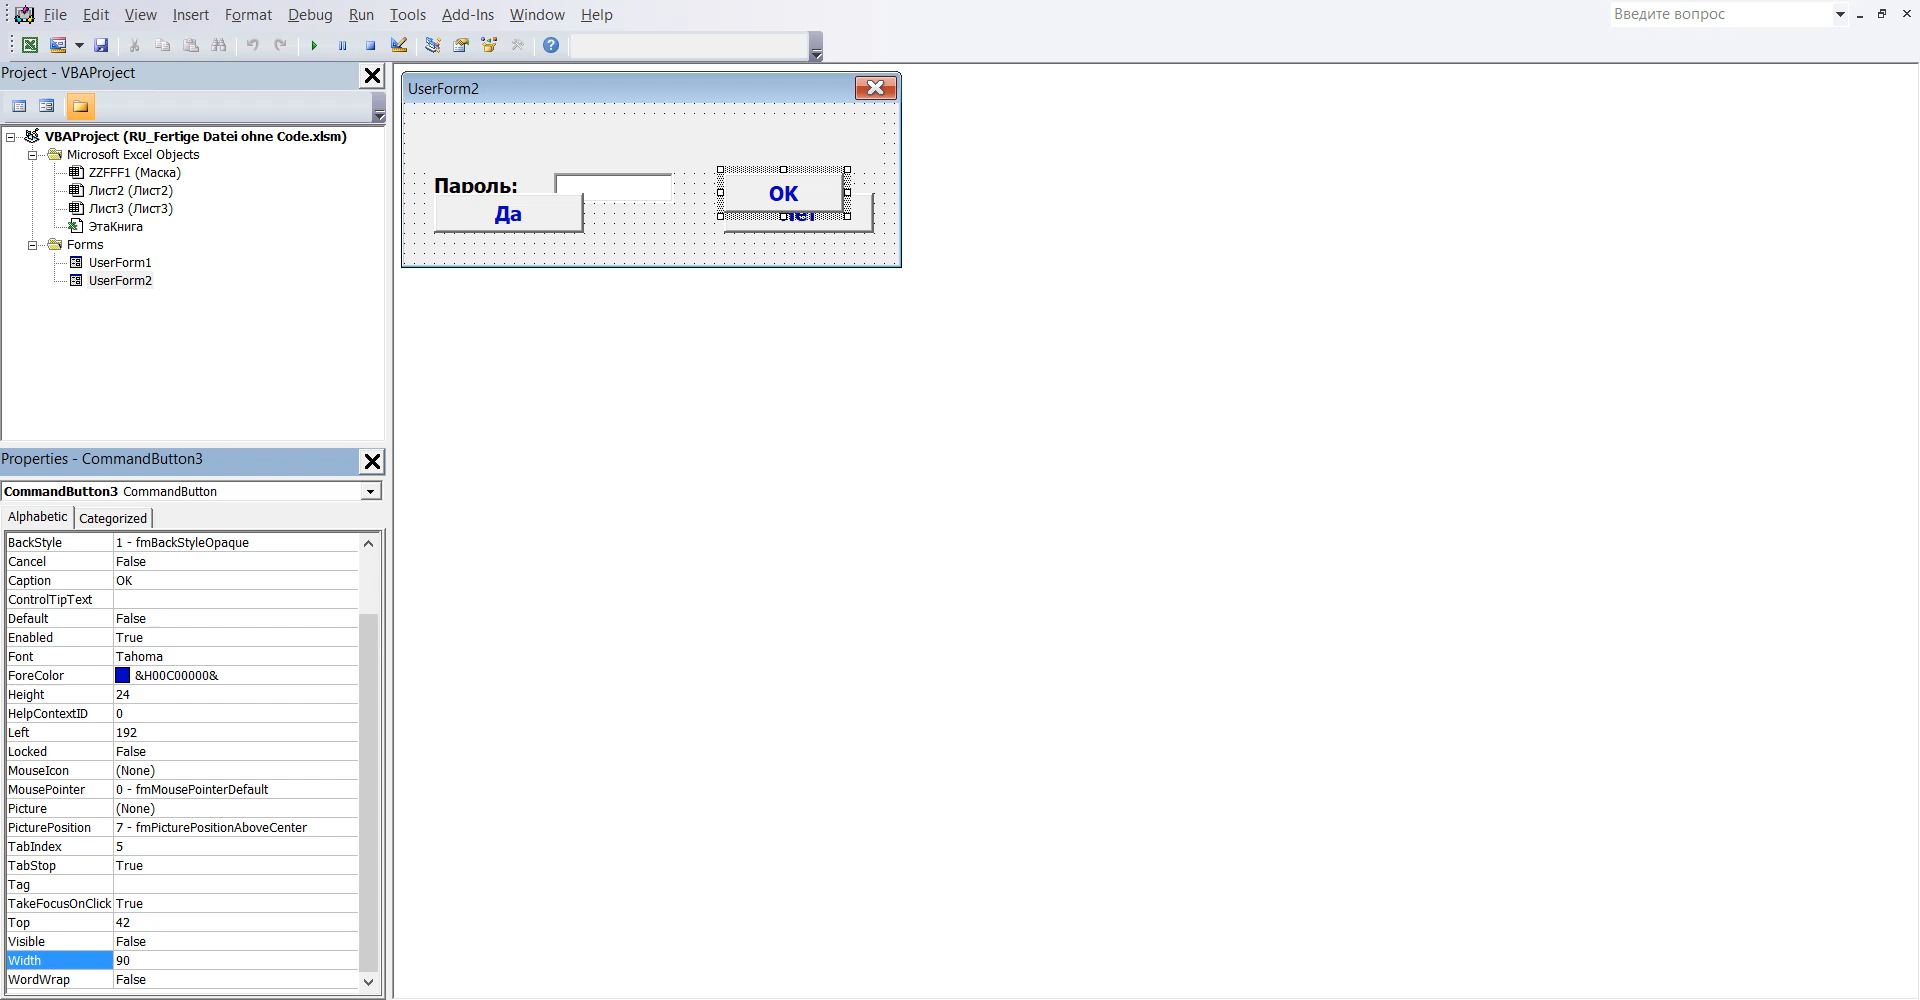 File Edit View Insert Format Debug Run Tools Add-Ins Window Help
Введите вопрос
Project - VBAProject
VBAProject (RU_Fertige Datei ohne Code.xlsm)
Microsoft Excel Objects
ZZFFF1 (Маска)
Лист2 (Лист2)
Лист3 (Лист3)
ЭтаКнига
Forms
UserForm1
UserForm2
Properties - CommandButton3
CommandButton3 CommandButton
Alphabetic Categorized
BackStyle 1 - fmBackStyleOpaque
Cancel False
Caption OK
ControlTipText
Default False
Enabled True
Font Tahoma
ForeColor &H00C00000&
Height 24
HelpContextID 0
Left 192
Locked False
MouseIcon (None)
MousePointer 0 - fmMousePointerDefault
Picture (None)
PicturePosition 7 - fmPicturePositionAboveCenter
TabIndex 5
TabStop True
Tag
TakeFocusOnClick True
Top 42
Visible False
Width 90
WordWrap False
UserForm2
Пароль:
OK
Да